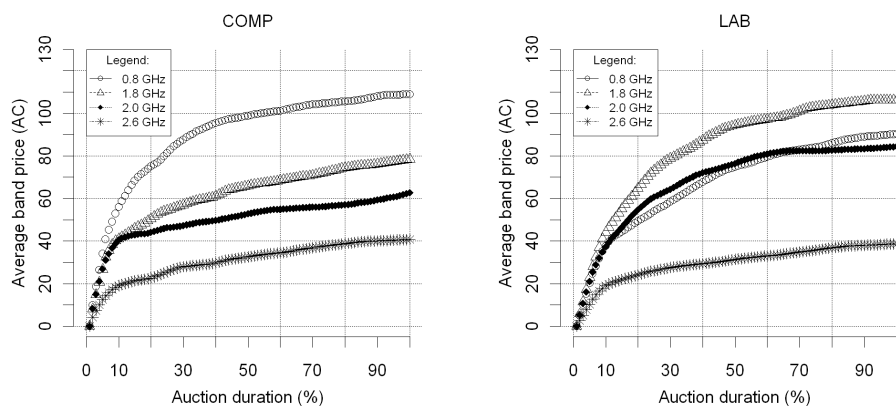 COMP
Average band price (AC)
130
100
80
60
40
20
0
Legend:
0.8 GHz
1.8 GHz
2.0 GHz
2.6 GHz
0 10 30 50 70 90
Auction duration (%)
LAB
Average band price (AC)
130
100
80
60
40
20
0
Legend:
0.8 GHz
1.8 GHz
2.0 GHz
2.6 GHz
0 10 30 50 70 90
Auction duration (%)